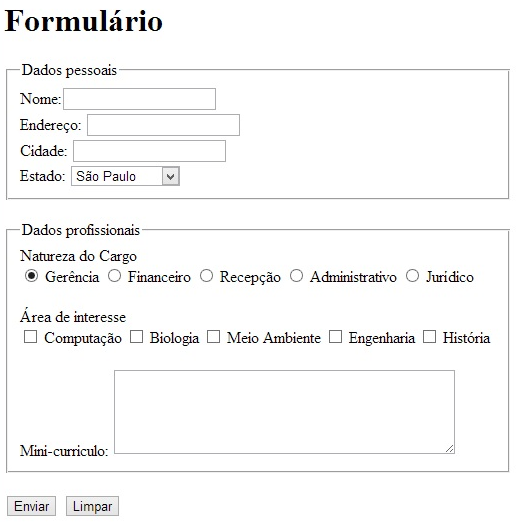 Formulário
Dados pessoais
Nome:
Endereço:
Cidade:
Estado: São Paulo
Dados profissionais
Natureza do Cargo
Gerência Financeiro Recepção Administrativo Juridico
Área de interesse
Computação Biologia Meio Ambiente Engenharia História
Mini-curriculo:
Enviar Limpar